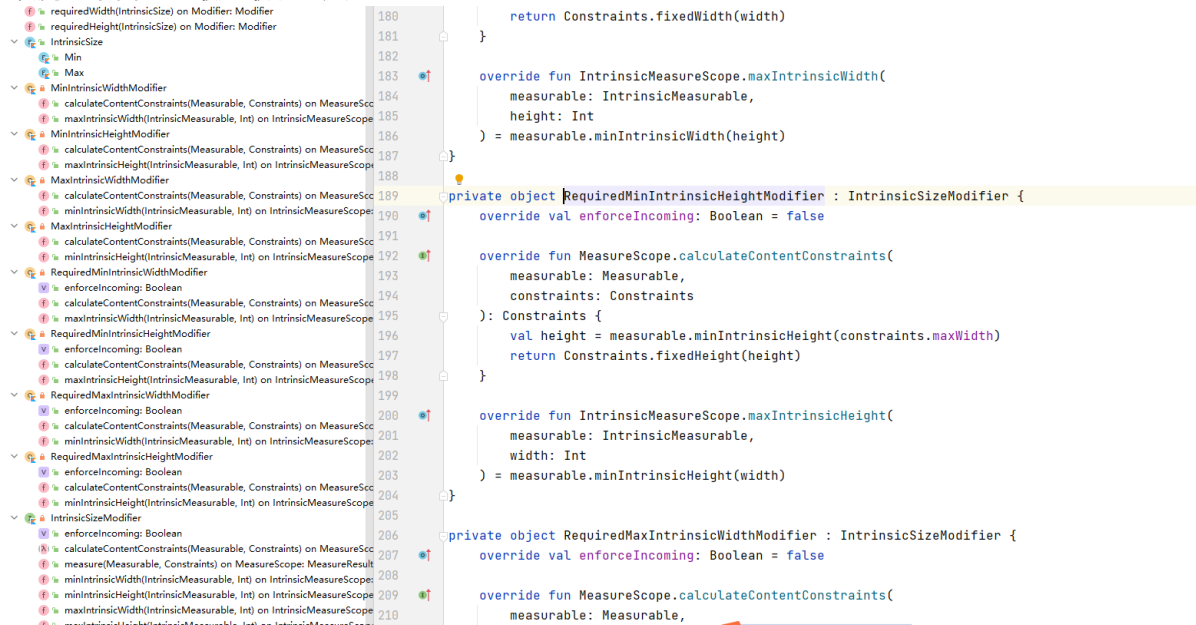 requiredWidth(IntrinsicSize) on Modifier: Modifier
requiredHeight(IntrinsicSize) on Modifier: Modifier
IntrinsicSize
Min
Max
MinIntrinsicWidthModifier
calculateContentConstraints(Measurable, Constraints) on MeasureSco
maxIntrinsicWidth(IntrinsicMeasurable, Int) on IntrinsicMeasureScope
MinIntrinsicHeightModifier
calculateContentConstraints(Measurable, Constraints) on MeasureSco
maxIntrinsicHeight(IntrinsicMeasurable, Int) on IntrinsicMeasureScope
MaxIntrinsicWidthModifier
calculateContentConstraints(Measurable, Constraints) on MeasureSco
minIntrinsicWidth(IntrinsicMeasurable, Int) on IntrinsicMeasureScope:
MaxIntrinsicHeightModifier
calculateContentConstraints(Measurable, Constraints) on MeasureSco
minIntrinsicHeight(IntrinsicMeasurable, Int) on IntrinsicMeasureScope
RequiredMinIntrinsicWidthModifier
enforceIncoming: Boolean
calculateContentConstraints(Measurable, Constraints) on MeasureSco
maxIntrinsicWidth(IntrinsicMeasurable, Int) on IntrinsicMeasureScope
RequiredMinIntrinsicHeightModifier
enforceIncoming: Boolean
calculateContentConstraints(Measurable, Constraints) on MeasureSco
maxIntrinsicHeight(IntrinsicMeasurable, Int) on IntrinsicMeasureScope
RequiredMaxIntrinsicWidthModifier
enforceIncoming: Boolean
calculateContentConstraints(Measurable, Constraints) on MeasureSco
minIntrinsicWidth(IntrinsicMeasurable, Int) on IntrinsicMeasureScope:
RequiredMaxIntrinsicHeightModifier
enforceIncoming: Boolean
calculateContentConstraints(Measurable, Constraints) on MeasureSco
minIntrinsicHeight(IntrinsicMeasurable, Int) on IntrinsicMeasureScope
IntrinsicSizeModifier
enforceIncoming: Boolean
calculateContentConstraints(Measurable, Constraints) on MeasureSco
measure(Measurable, Constraints) on MeasureScope: MeasureResult
minIntrinsicWidth(IntrinsicMeasurable, Int) on IntrinsicMeasureScope:
minIntrinsicHeight(IntrinsicMeasurable, Int) on IntrinsicMeasureScope
maxIntrinsicWidth(IntrinsicMeasurable, Int) on IntrinsicMeasureScope
180 return Constraints.fixedWidth(width)
181 }
182
183 override fun IntrinsicMeasureScope.maxIntrinsicWidth(
184 measurable: IntrinsicMeasurable,
185 height: Int
186 ) = measurable.minIntrinsicWidth(height)
187 }
188
189 private object RequiredMinIntrinsicHeightModifier : IntrinsicSizeModifier {
190 override val enforceIncoming: Boolean = false
191
192 override fun MeasureScope.calculateContentConstraints(
193 measurable: Measurable,
194 constraints: Constraints
195 ): Constraints {
196 val height = measurable.minIntrinsicHeight(constraints.maxWidth)
197 return Constraints.fixedHeight(height)
198 }
199
200 override fun IntrinsicMeasureScope.maxIntrinsicHeight(
201 measurable: IntrinsicMeasurable,
202 width: Int
203 ) = measurable.minIntrinsicHeight(width)
204 }
205
206 private object RequiredMaxIntrinsicWidthModifier : IntrinsicSizeModifier {
207 override val enforceIncoming: Boolean = false
208
209 override fun MeasureScope.calculateContentConstraints(
210 measurable: Measurable,